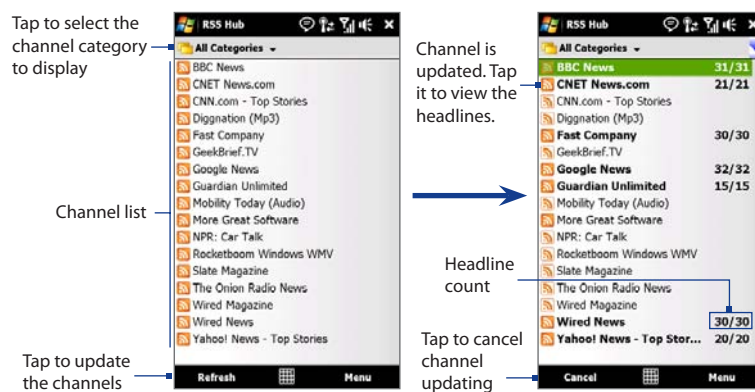 Tap to select the
channel category
to display
Channel list
Tap to update
the channels
RSS Hub
All Categories
BBC News
CNET News.com
CNN.com - Top Stories
Diggnation (Mp3)
Fast Company
GeekBrief.TV
Google News
Guardian Unlimited
Mobility Today (Audio)
More Great Software
NPR: Car Talk
Rocketboom Windows WMV
Slate Magazine
The Onion Radio News
Wired Magazine
Wired News
Yahoo! News - Top Stories
Refresh Menu
Channel is
updated. Tap
it to view the
headlines.
Headline
count
Tap to cancel
channel
updating
RSS Hub
All Categories
BBC News 31/31
CNET News.com 21/21
CNN.com - Top Stories
Diggnation (Mp3)
Fast Company 30/30
GeekBrief.TV
Google News 32/32
Guardian Unlimited 15/15
Mobility Today (Audio)
More Great Software
NPR: Car Talk
Rocketboom Windows WMV
Slate Magazine
The Onion Radio News
Wired Magazine
Wired News 30/30
Yahoo! News - Top Stor... 20/20
Cancel Menu